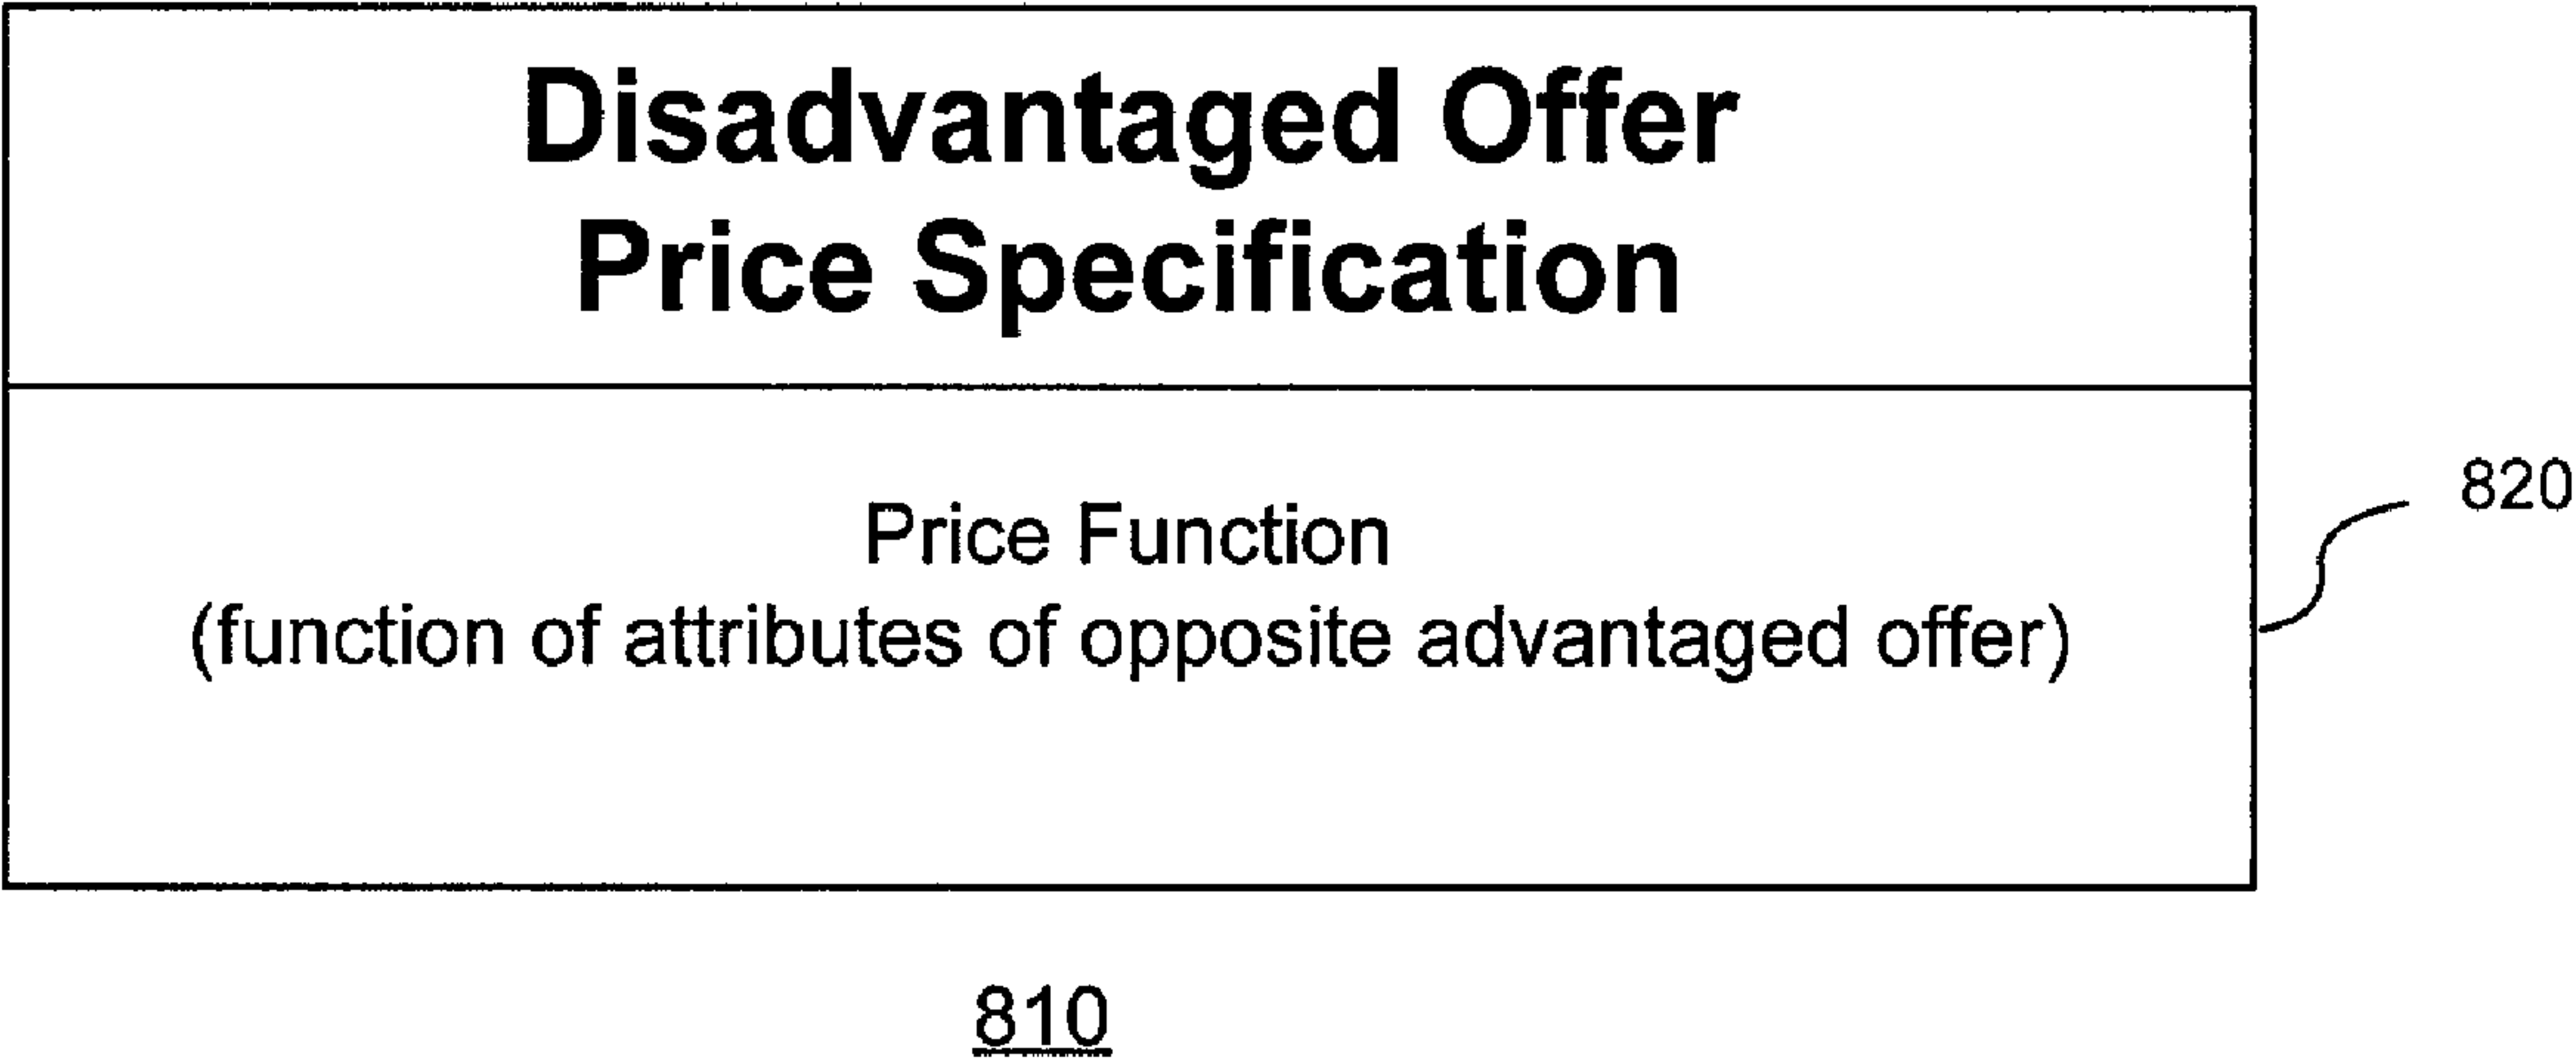 Disadvantaged Offer
Price Specification
Price Function
(function of attributes of opposite advantaged offer)
820
810